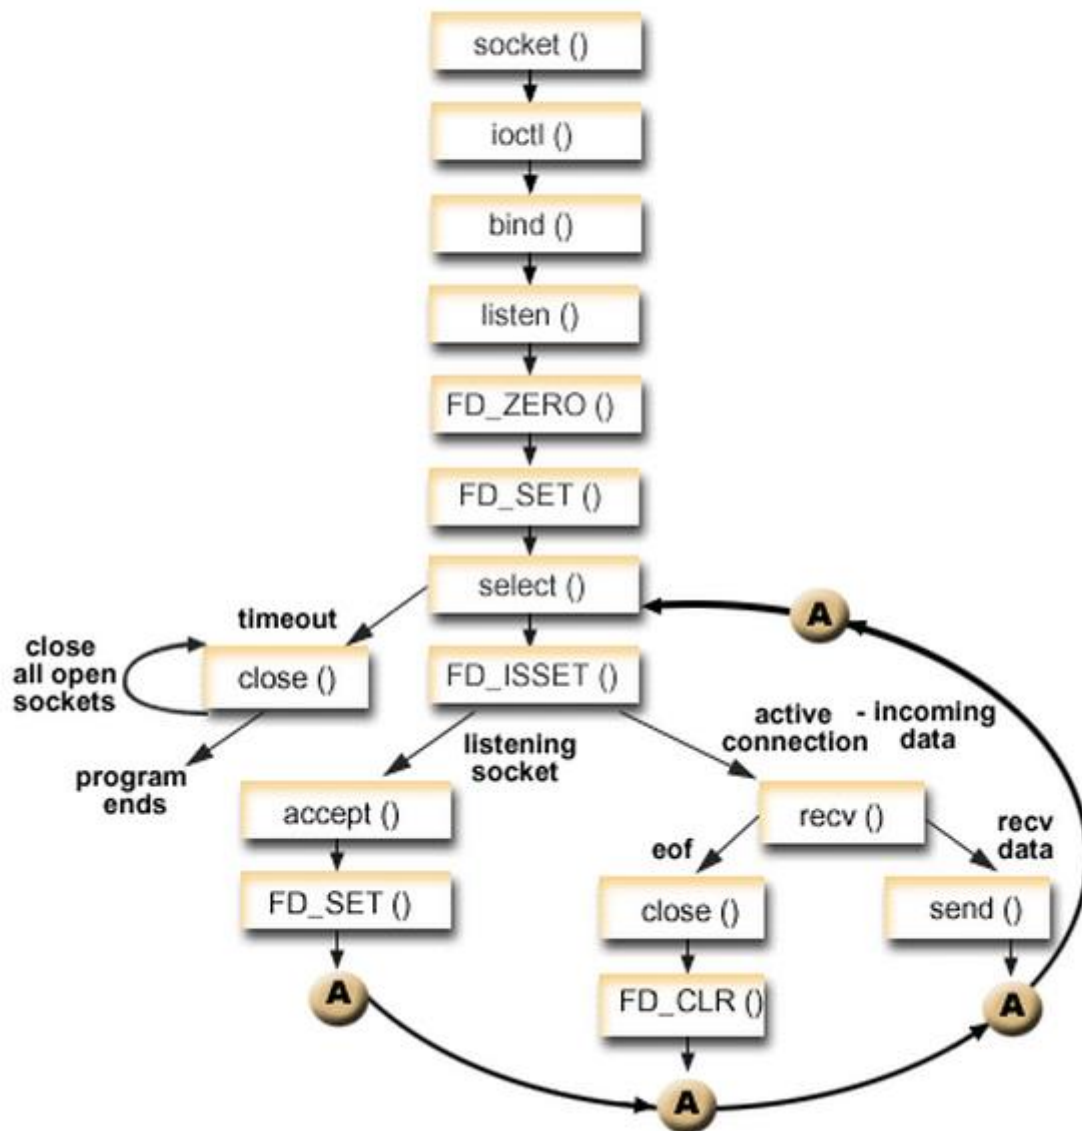 socket ()
ioctl ()
bind ()
listen ()
FD_ZERO ()
FD_SET ()
select ()
A
timeout
close
all open
sockets
close ()
FD_ISSET ()
program
ends
listening
socket
active
connection
- incoming
data
accept ()
recv ()
eof
recv
data
FD_SET ()
close ()
send ()
A
FD_CLR ()
A
A